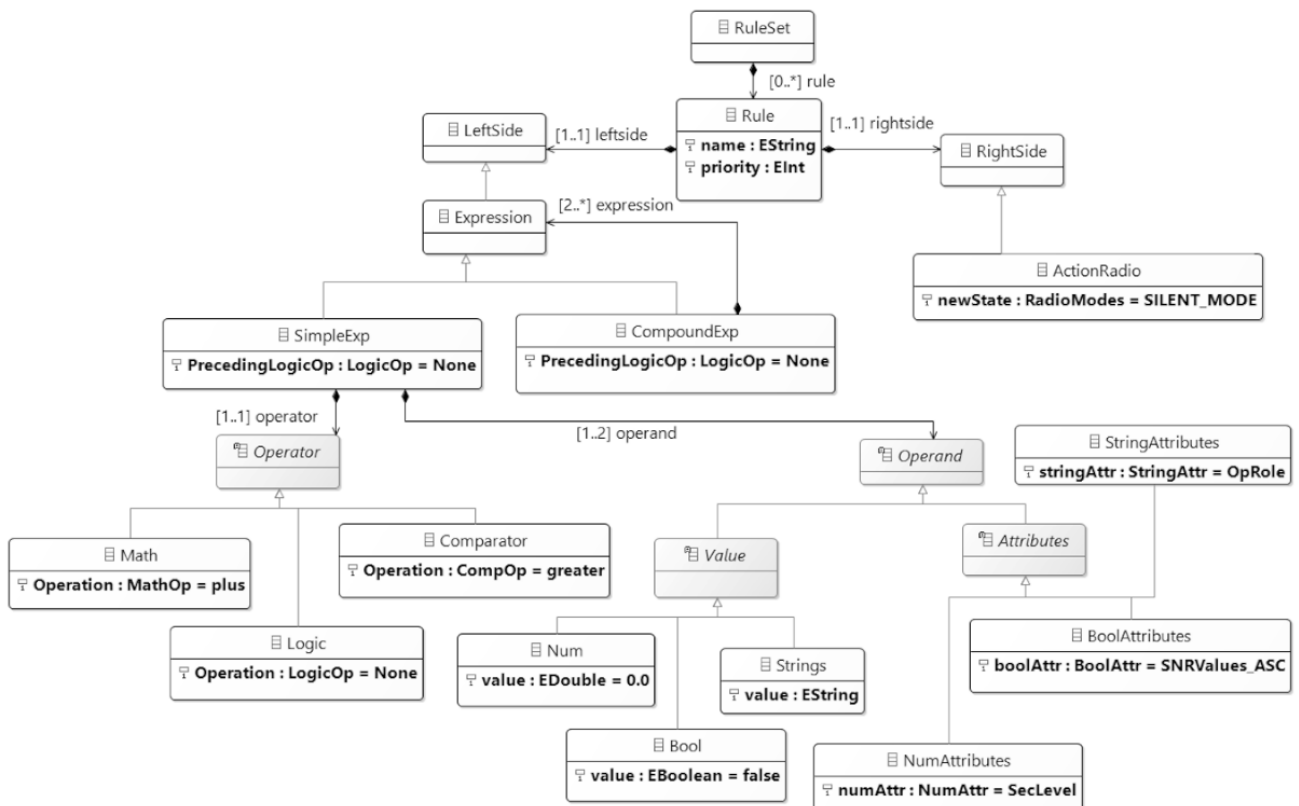 RuleSet
[0..*] rule
Rule
name : EString
priority : EInt
LeftSide
[1..1] leftside
[1..1] rightside
RightSide
Expression
[2..*] expression
ActionRadio
newState : RadioModes = SILENT_MODE
SimpleExp
PrecedingLogicOp : LogicOp = None
CompoundExp
PrecedingLogicOp : LogicOp = None
[1..1] operator
[1..2] operand
Operator
Operand
StringAttributes
stringAttr : StringAttr = OpRole
Math
Operation : MathOp = plus
Comparator
Operation : CompOp = greater
Value
Attributes
Logic
Operation : LogicOp = None
Num
value : EDouble = 0.0
Strings
value : EString
BoolAttributes
boolAttr : BoolAttr = SNRValues_ASC
Bool
value : EBoolean = false
NumAttributes
numAttr : NumAttr = SecLevel